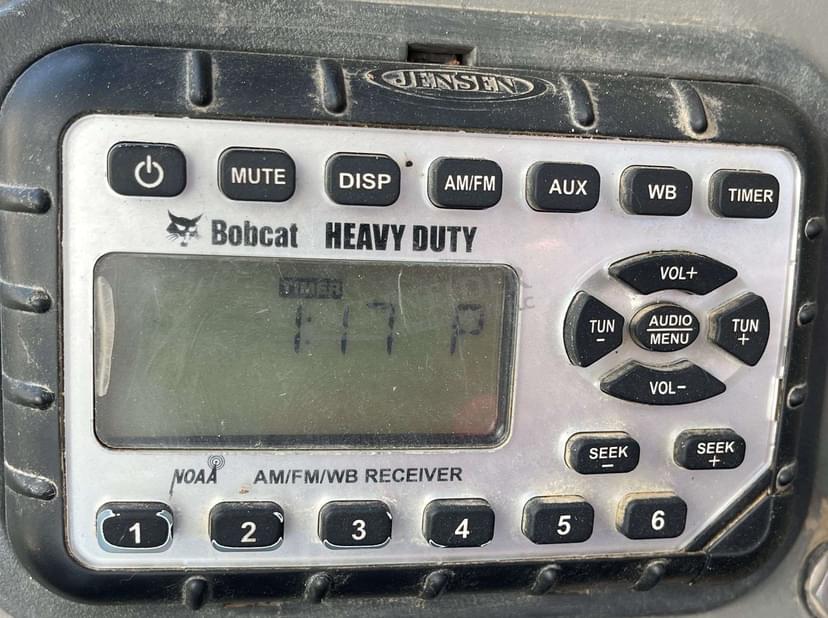 JENSEN
MUTE DISP AM/FM AUX WB TIMER
Bobcat HEAVY DUTY
TIMER
1:17 P
VOL+
TUN - AUDIO MENU TUN +
VOL-
SEEK - SEEK +
NOAA AM/FM/WB RECEIVER
1 2 3 4 5 6